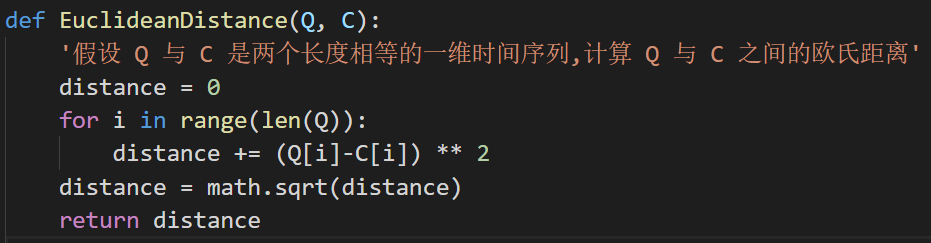 def EuclideanDistance(Q, C):
    '假设 Q 与 C 是两个长度相等的一维时间序列,计算 Q 与 C 之间的欧氏距离'
    distance = 0
    for i in range(len(Q)):
        distance += (Q[i]-C[i]) ** 2
    distance = math.sqrt(distance)
    return distance